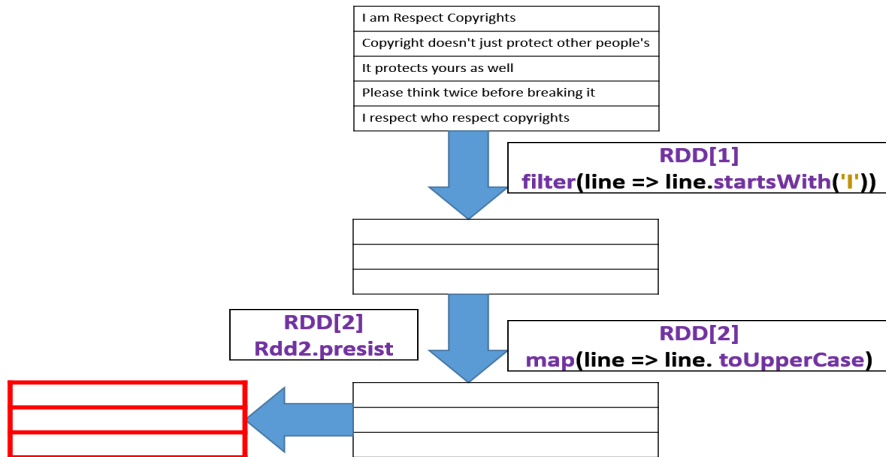 I am Respect Copyrights
Copyright doesn't just protect other people's
It protects yours as well
Please think twice before breaking it
I respect who respect copyrights
RDD[1]
filter(line => line.startsWith('I'))
RDD[2]
Rdd2.presist
RDD[2]
map(line => line. toUpperCase)